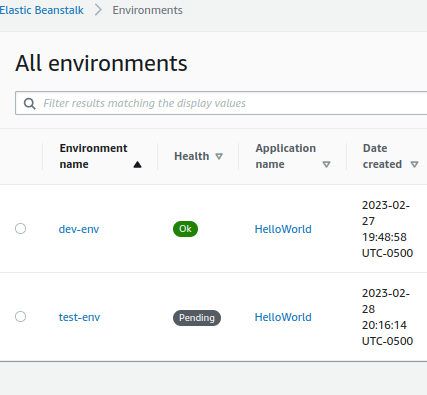 Elastic Beanstalk > Environments
All environments
Filter results matching the display values
Environment name Health Application name Date created
dev-env Ok HelloWorld 2023-02-27 19:48:58 UTC-0500
test-env Pending HelloWorld 2023-02-28 20:16:14 UTC-0500